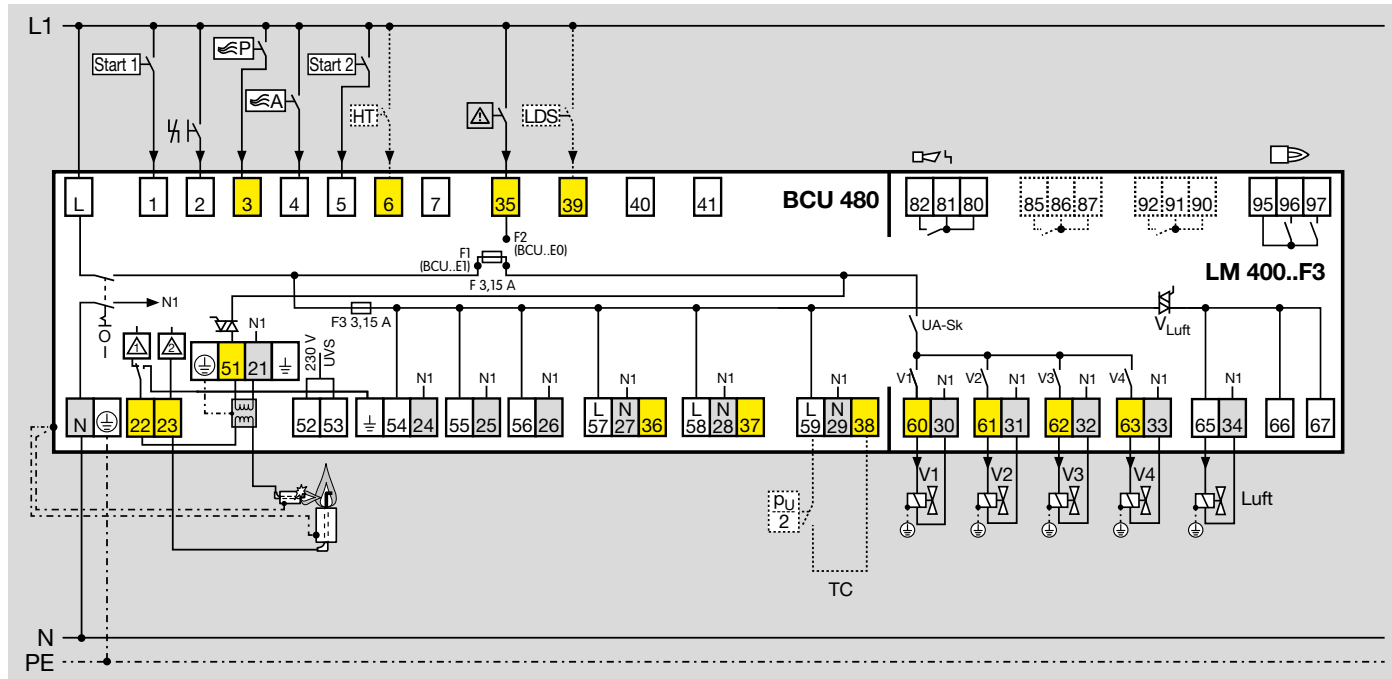 L1
Start 1
P
A
Start 2
HT
LDS
L 1 2 3 4 5 6 7 35 39 40 41
BCU 480
82 81 80
85 86 87
92 91 90
95 96 97
LM 400..F3
F2
(BCU..E0)
F1
(BCU..E1)
F 3,15 A
N1
F3 3,15 A
O
I
1
2
N1
51 21
230 V
UVS
UA-Sk
VLuft
N1 N1 N1 N1 N1 N1
V1 N1 V2 N1 V3 N1 V4 N1 N1
N 22 23
52 53
54 24
55 25
56 26
L N
57 27 36
L N
58 28 37
L N
59 29 38
60 30
61 31
62 32
63 33
65 34
66
67
V1 V2 V3 V4 Luft
pU
2
TC
N
PE